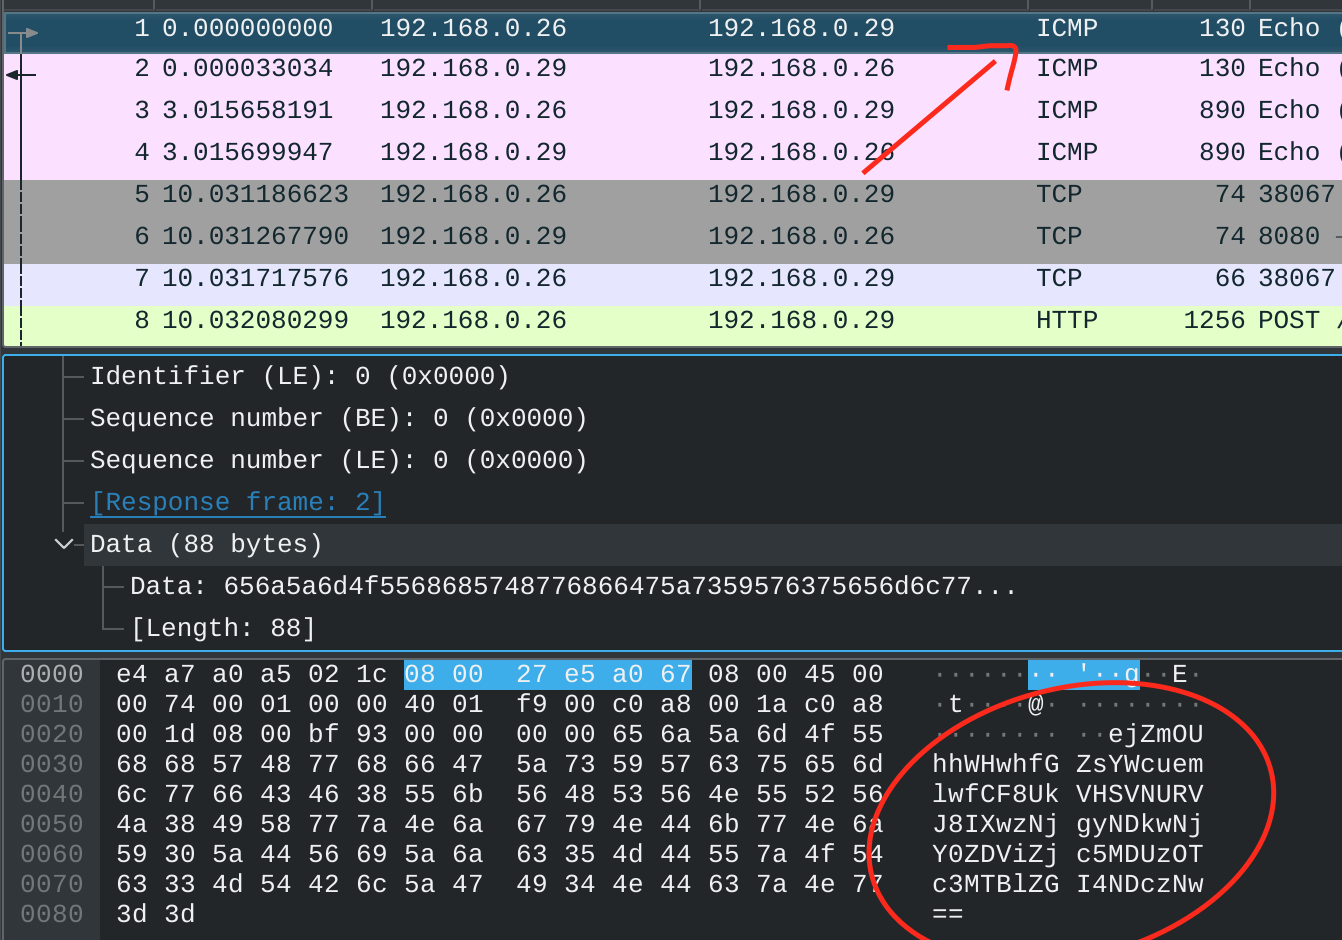 1 0.000000000 192.168.0.26 192.168.0.29 ICMP 130 Echo (
2 0.000033034 192.168.0.29 192.168.0.26 ICMP 130 Echo (
3 3.015658191 192.168.0.26 192.168.0.29 ICMP 890 Echo (
4 3.015699947 192.168.0.29 192.168.0.26 ICMP 890 Echo (
5 10.031186623 192.168.0.26 192.168.0.29 TCP 74 38067
6 10.031267790 192.168.0.29 192.168.0.26 TCP 74 8080 →
7 10.031717576 192.168.0.26 192.168.0.29 TCP 66 38067
8 10.032080299 192.168.0.26 192.168.0.29 HTTP 1256 POST /
Identifier (LE): 0 (0x0000)
Sequence number (BE): 0 (0x0000)
Sequence number (LE): 0 (0x0000)
[Response frame: 2]
Data (88 bytes)
Data: 656a5a6d4f5568685748776866475a7359576375656d6c77...
[Length: 88]
0000 e4 a7 a0 a5 02 1c 08 00 27 e5 a0 67 08 00 45 00 ········ '··g··E·
0010 00 74 00 01 00 00 40 01 f9 00 c0 a8 00 1a c0 a8 ·t····@· ········
0020 00 1d 08 00 bf 93 00 00 00 00 65 6a 5a 6d 4f 55 ········ ··ejZmOU
0030 68 68 57 48 77 68 66 47 5a 73 59 57 63 75 65 6d hhWHwhfG ZsYWcuem
0040 6c 77 66 43 46 38 55 6b 56 48 53 56 4e 55 52 56 lwfCF8Uk VHSVNURV
0050 4a 38 49 58 77 7a 4e 6a 67 79 4e 44 6b 77 4e 6a J8IXwzNj gyNDkwNj
0060 59 30 5a 44 56 69 5a 6a 63 35 4d 44 55 7a 4f 54 Y0ZDViZj c5MDUzOT
0070 63 33 4d 54 42 6c 5a 47 49 34 4e 44 63 7a 4e 77 c3MTBlZG I4NDczNw
0080 3d 3d ==